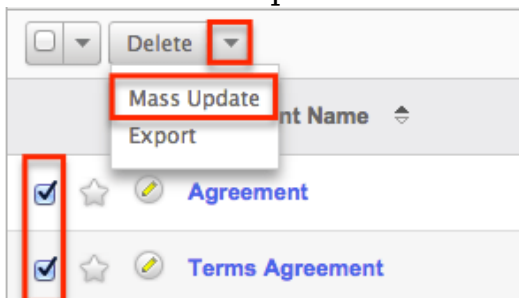 Delete
Mass Update
nt Name
Export
Agreement
Terms Agreement